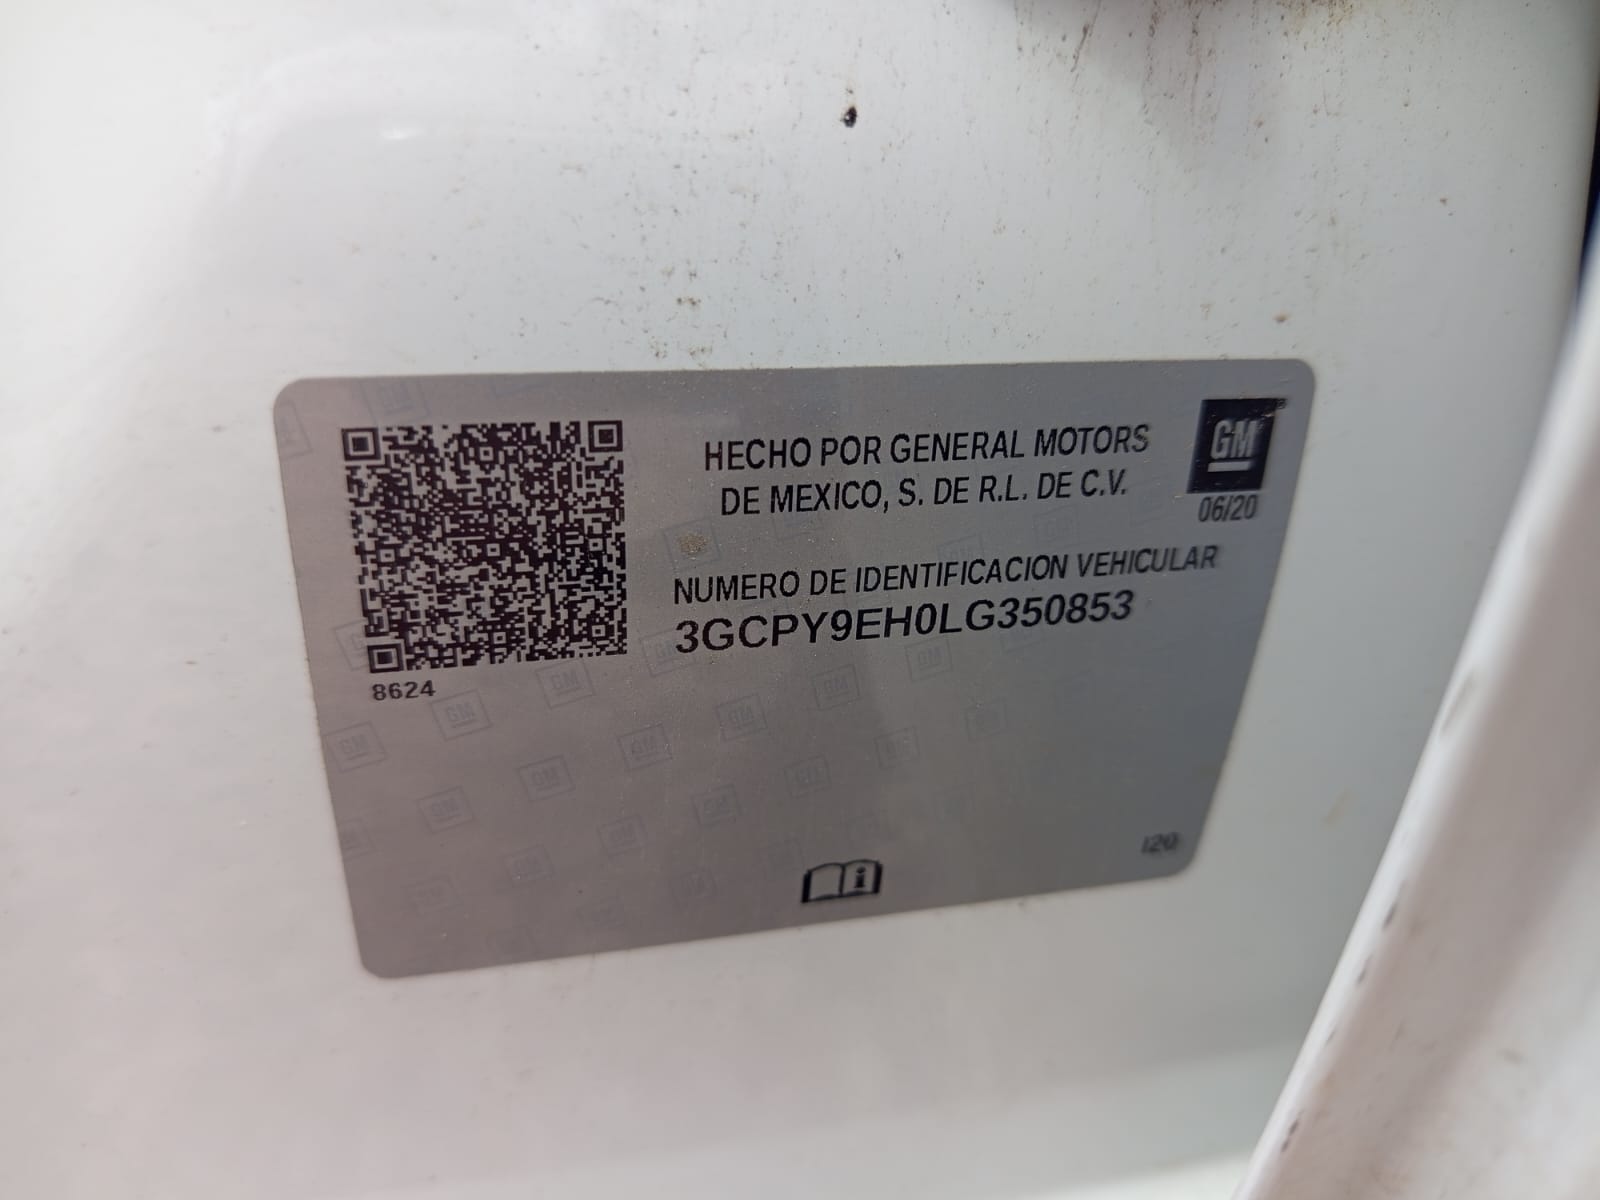 HECHO POR GENERAL MOTORS
DE MEXICO, S. DE R.L. DE C.V.
GM
06/20
NUMERO DE IDENTIFICACION VEHICULAR
3GCPY9EH0LG350853
8624
I20